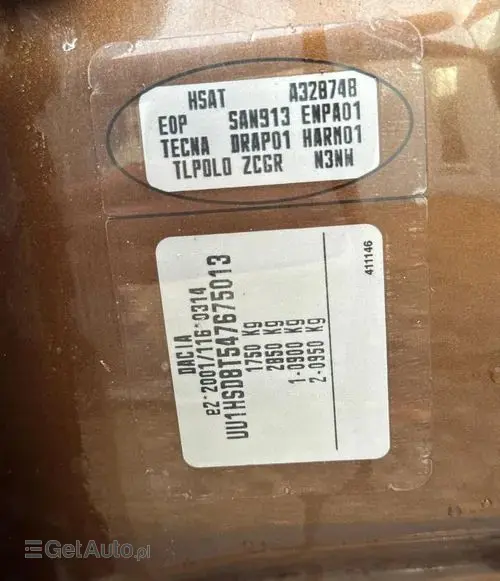 HSAT A328748
EOP SAN913 ENPA01
TECNA DRAP01 HARN01
TLPOLO ZCGR N3NW
DACIA
e2*2001/116*0314
UU1HSDBT547675013
1750 Kg
2850 Kg
1-0900 Kg
2-0950 Kg
411146
GetAuto.pl